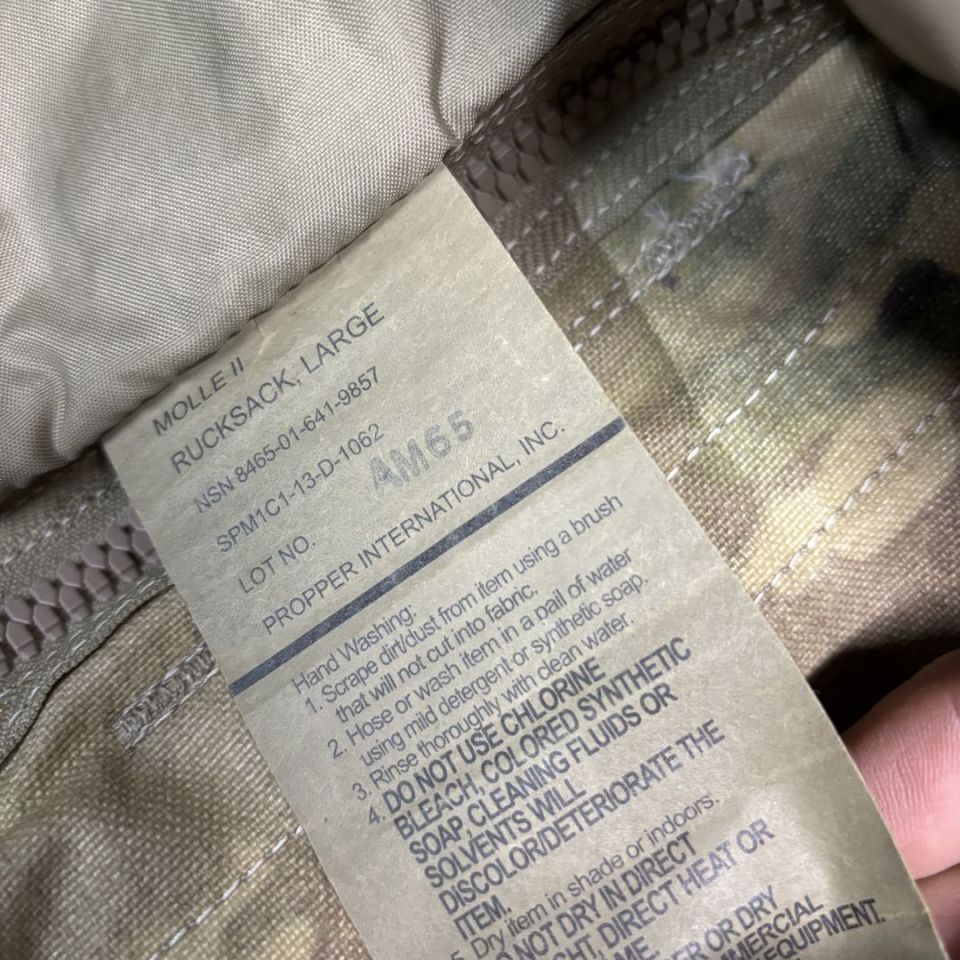 MOLLE II
RUCKSACK, LARGE
NSN 8465-01-641-9857
SPM1C1-13-D-1062
LOT NO. AM65
PROPPER INTERNATIONAL, INC.
Hand Washing:
1. Scrape dirt/dust from item using a brush
that will not cut into fabric.
2. Hose or wash item in a pail of water
using mild detergent or synthetic soap.
3. Rinse thoroughly with clean water.
4. DO NOT USE CHLORINE
BLEACH, COLORED SYNTHETIC
SOAP, CLEANING FLUIDS OR
SOLVENTS WILL
DISCOLOR/DETERIORATE THE
ITEM.
5. Dry item in shade or indoors.
NOT DRY IN DIRECT
DIRECT HEAT OR
OR DRY
EQUIPMENT.